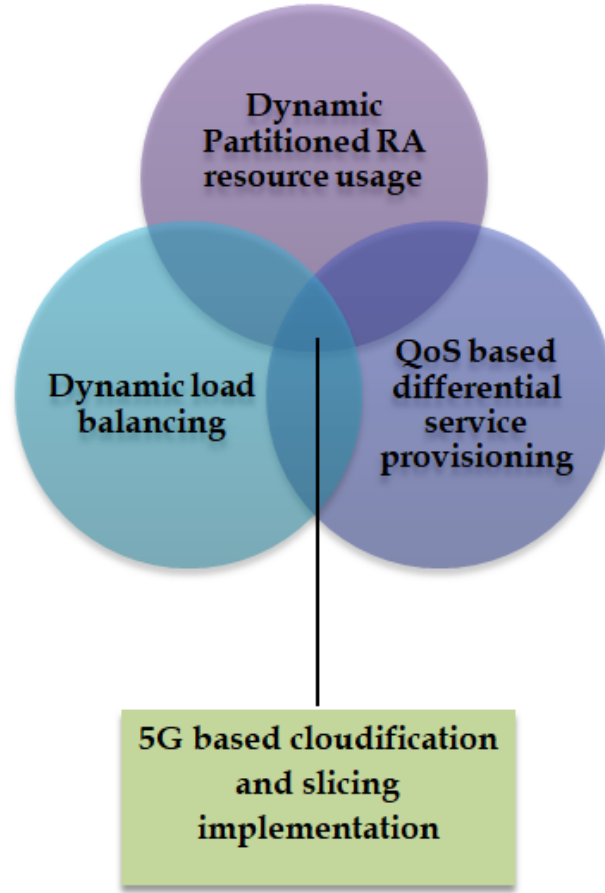 Dynamic
Partitioned RA
resource usage
Dynamic load
balancing
QoS based
differential
service
provisioning
5G based cloudification
and slicing
implementation